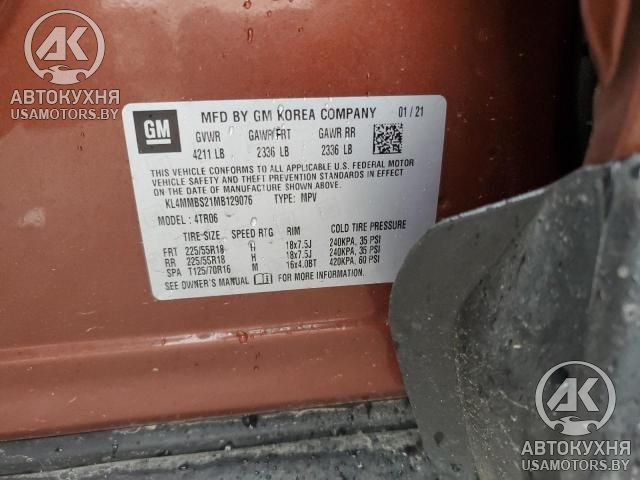 AK
АВТОКУХНЯ
USAMOTORS.BY
GM
MFD BY GM KOREA COMPANY 01/21
GVWR GAWR FRT GAWR RR
4211 LB 2336 LB 2336 LB
THIS VEHICLE CONFORMS TO ALL APPLICABLE U.S. FEDERAL MOTOR
VEHICLE SAFETY AND THEFT PREVENTION STANDARDS IN EFFECT
ON THE DATE OF MANUFACTURE SHOWN ABOVE.
KL4MMBS21MB129076 TYPE: MPV
MODEL: 4TR06
TIRE SIZE SPEED RTG RIM COLD TIRE PRESSURE
FRT 225/55R18 H 18x7.5J 240KPA, 35 PSI
RR 225/55R18 H 18x7.5J 240KPA, 35 PSI
SPA T125/70R16 M 16x4.0BT 420KPA, 60 PSI
SEE OWNER'S MANUAL FOR MORE INFORMATION.
AK
АВТОКУХНЯ
USAMOTORS.BY